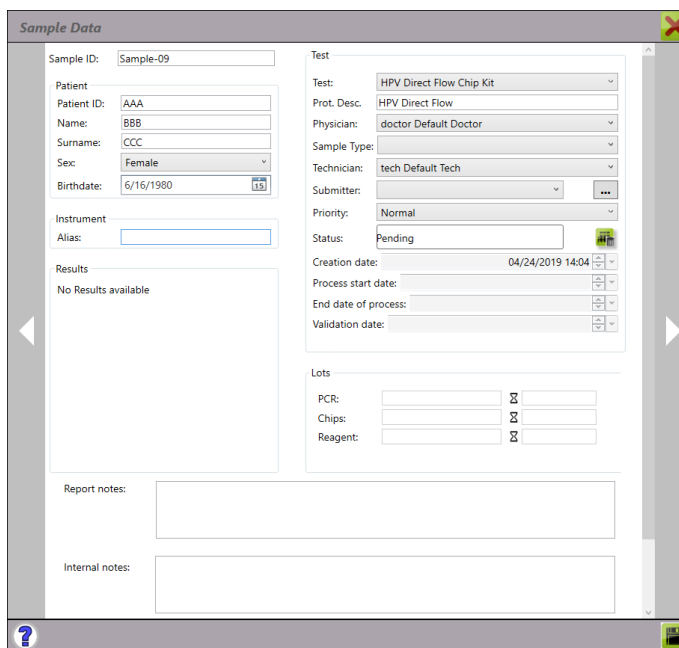 Sample Data
Sample ID: Sample-09
Patient
Patient ID: AAA
Name: BBB
Surname: CCC
Sex: Female
Birthdate: 6/16/1980 15
Instrument
Alias:
Results
No Results available
Test
Test: HPV Direct Flow Chip Kit
Prot. Desc. HPV Direct Flow
Physician: doctor Default Doctor
Sample Type:
Technician: tech Default Tech
Submitter: ...
Priority: Normal
Status: Pending
Creation date: 04/24/2019 14:04
Process start date:
End date of process:
Validation date:
Lots
PCR:
Chips:
Reagent:
Report notes:
Internal notes:
?